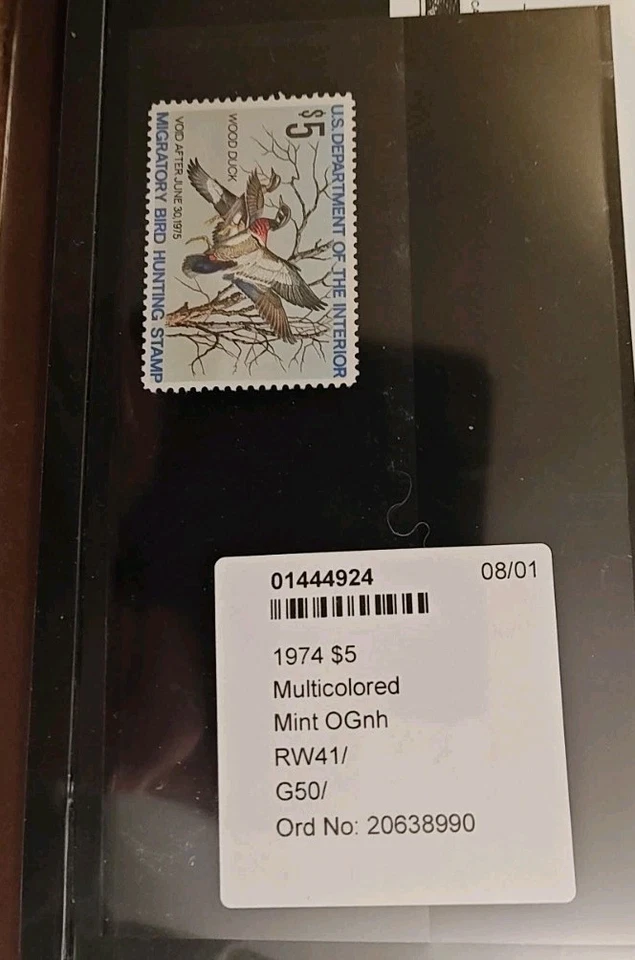 U.S. DEPARTMENT OF THE INTERIOR
$5
WOOD DUCK
VOID AFTER JUNE 30, 1975
MIGRATORY BIRD HUNTING STAMP
01444924
08/01
1974 $5
Multicolored
Mint OGnh
RW41/
G50/
Ord No: 20638990